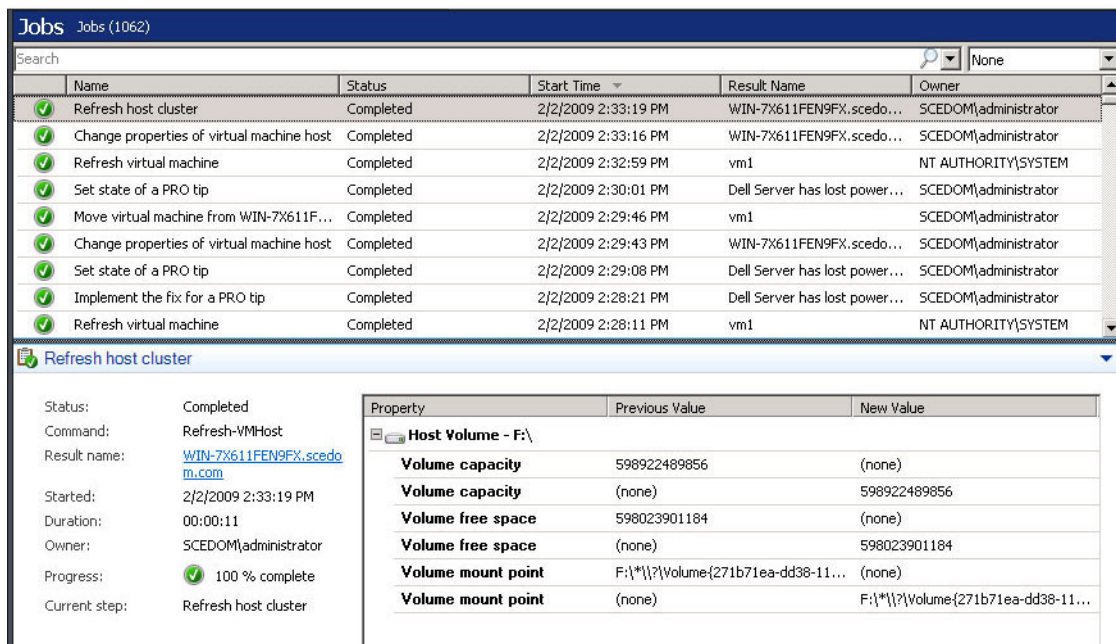 Jobs Jobs (1062)
Search None
Name Status Start Time Result Name Owner
Refresh host cluster Completed 2/2/2009 2:33:19 PM WIN-7X611FEN9FX.scedo... SCEDOM\administrator
Change properties of virtual machine host Completed 2/2/2009 2:33:16 PM WIN-7X611FEN9FX.scedo... SCEDOM\administrator
Refresh virtual machine Completed 2/2/2009 2:32:59 PM vm1 NT AUTHORITY\SYSTEM
Set state of a PRO tip Completed 2/2/2009 2:30:01 PM Dell Server has lost power... SCEDOM\administrator
Move virtual machine from WIN-7X611F... Completed 2/2/2009 2:29:46 PM vm1 SCEDOM\administrator
Change properties of virtual machine host Completed 2/2/2009 2:29:43 PM WIN-7X611FEN9FX.scedo... SCEDOM\administrator
Set state of a PRO tip Completed 2/2/2009 2:29:08 PM Dell Server has lost power... SCEDOM\administrator
Implement the fix for a PRO tip Completed 2/2/2009 2:28:21 PM Dell Server has lost power... SCEDOM\administrator
Refresh virtual machine Completed 2/2/2009 2:28:11 PM vm1 NT AUTHORITY\SYSTEM
Refresh host cluster
Status: Completed
Command: Refresh-VMHost
Result name: WIN-7X611FEN9FX.scedo
m.com
Started: 2/2/2009 2:33:19 PM
Duration: 00:00:11
Owner: SCEDOM\administrator
Progress: 100 % complete
Current step: Refresh host cluster
Property Previous Value New Value
Host Volume - F:\
Volume capacity 598922489856 (none)
Volume capacity (none) 598922489856
Volume free space 598023901184 (none)
Volume free space (none) 598023901184
Volume mount point F:\*\\?\Volume{271b71ea-dd38-11... (none)
Volume mount point (none) F:\*\\?\Volume{271b71ea-dd38-11...